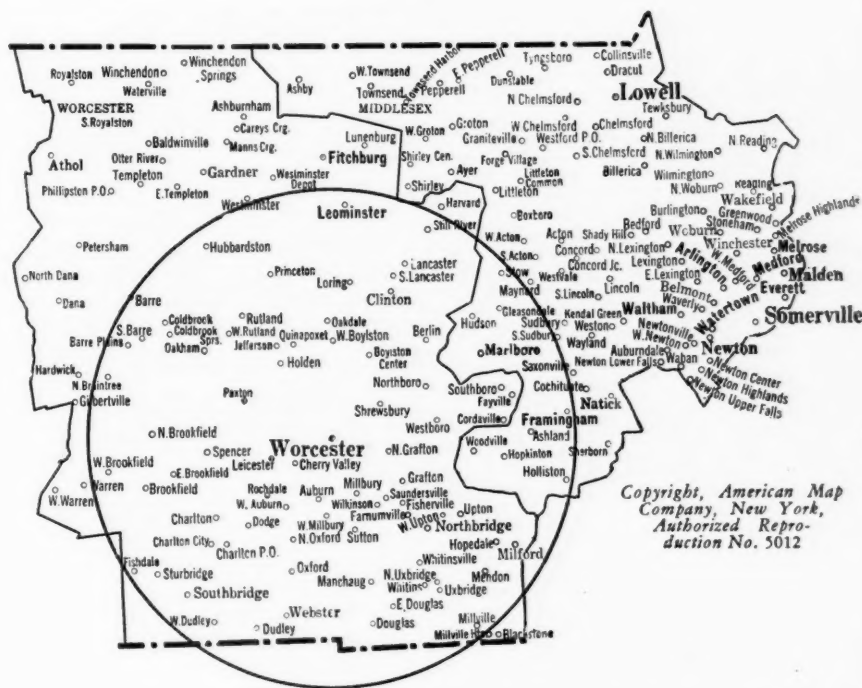 Royalston
Winchendon
Winchendon Springs
Waterville
WORCESTER
S.Royalston
Ashburnham
Careys Crg.
Baldwinville
Manns Crg.
Otter River
Athol
Templeton
Gardner
Phillipston P.O.
E.Templeton
Westminster Depot
Westminster
Ashby
W.Townsend
Townsend
Townsend Harbor
MIDDLESEX
Pepperell
E. Pepperell
Dunstable
Tyngsboro
Collinsville
Dracut
Lowell
Tewksbury
N Chelmsford
Lunenburg
Fitchburg
W.Groton
Groton
Graniteville
W Chelmsford
Westford P.O.
Chelmsford
N.Billerica
N. Reading
Shirley Cen.
Forge Village
S.Chelmsford
N.Wilmington
Ayer
Littleton Common
Billerica
Wilmington
Shirley
Littleton
N.Woburn
Reading
Wakefield
Leominster
Harvard
Boxboro
Burlington
Greenwood
Stoneham
Melrose Highlands
Still River
Acton
Shady Hill
Bedford
Woburn
W.Acton
Winchester
Petersham
Hubbardston
S.Acton
Concord
N.Lexington
Arlington
W.Medford
Melrose
Medford
Lancaster
S.Lancaster
Stow
Westvale
Concord Jc.
Lexington
E.Lexington
Malden
North Dana
Princeton
Loring
Maynard
Lincoln
Belmont
Everett
Clinton
S.Lincoln
Waverly
Dana
Barre
Gleasondale
Kendal Green
Waltham
Watertown
Somerville
Coldbrook
Rutland
Oakdale
Hudson
Sudbury
Weston
Newtonville
S.Barre
Coldbrook Sprs.
W.Rutland
Quinapoxet
W.Boylston
Berlin
S.Sudbury
Wayland
W.Newton
Newton
Barre Plains
Oakham
Jefferson
Boylston Center
Marlboro
Auburndale
Holden
Saxonville
Newton Lower Falls
Waban
Newton Center
Hardwick
N.Braintree
Northboro
Southboro
Cochituate
Newton Highlands
Newton Upper Falls
Gilbertville
Paxton
Shrewsbury
Fayville
Natick
Westboro
Cordaville
Framingham
N.Brookfield
Worcester
Woodville
Ashland
Spencer
Leicester
N.Grafton
Hopkinton
Sherborn
W.Brookfield
Cherry Valley
Holliston
E.Brookfield
Grafton
Warren
Brookfield
Rochdale
Auburn
Millbury
Saundersville
W.Warren
W. Auburn
Wilkinson
Fisherville
Upton
Charlton
Dodge
W.Millbury
Farnumville
W.Upton
Northbridge
Sutton
Charlton City
Charlton P.O.
N.Oxford
Hopedale
Milford
Whitinsville
Fishdale
Sturbridge
Oxford
N.Uxbridge
Mendon
Manchaug
Whitins
Uxbridge
Southbridge
E.Douglas
Webster
W.Dudley
Dudley
Douglas
Millville
Blackstone
Copyright, American Map
Company, New York,
Authorized Repro-
duction No. 5012